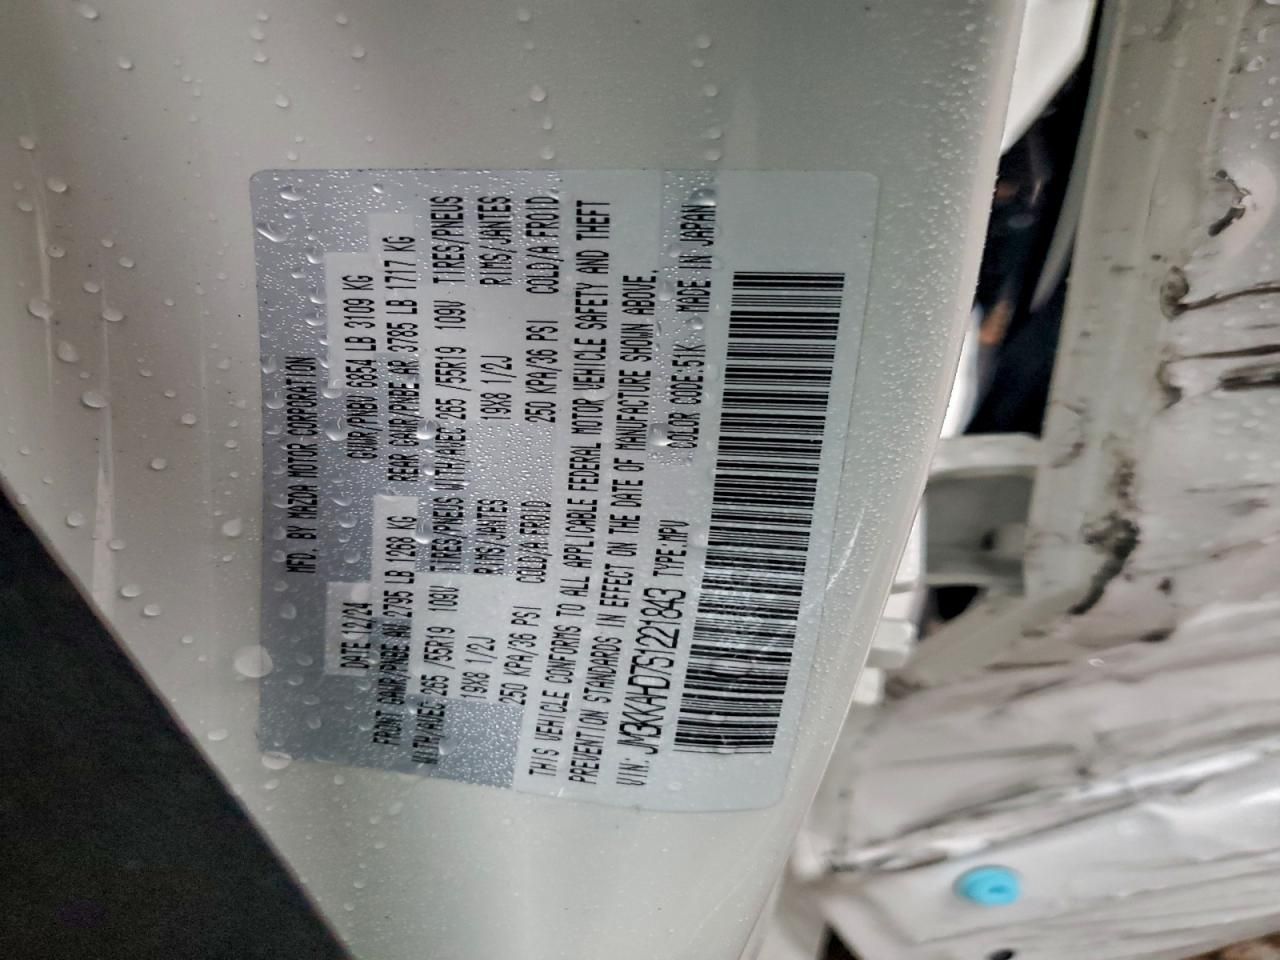 MFD. BY MAZDA MOTOR CORPORATION
DATE 12/24 GVWR/PNBV 6354 LB 3109 KG
FRONT GAWR/PNBE AV 2795 LB 1268 KG REAR GAWR/PNBE AR 3785 LB 1717 KG
WITH/AVEC 265 /55R19 109V TIRES/PNEUS WITH/AVEC 265 /55R19 109V TIRES/PNEUS
19X8 1/2J RIMS/JANTES 19X8 1/2J RIMS/JANTES
250 KPA/36 PSI COLD/A FROID 250 KPA/36 PSI COLD/A FROID
THIS VEHICLE CONFORMS TO ALL APPLICABLE FEDERAL MOTOR VEHICLE SAFETY AND THEFT
PREVENTION STANDARDS IN EFFECT ON THE DATE OF MANUFACTURE SHOWN ABOVE.
VIN: JM3KKAHD7S1221843 TYPE:MPV COLOR CODE:51K MADE IN JAPAN